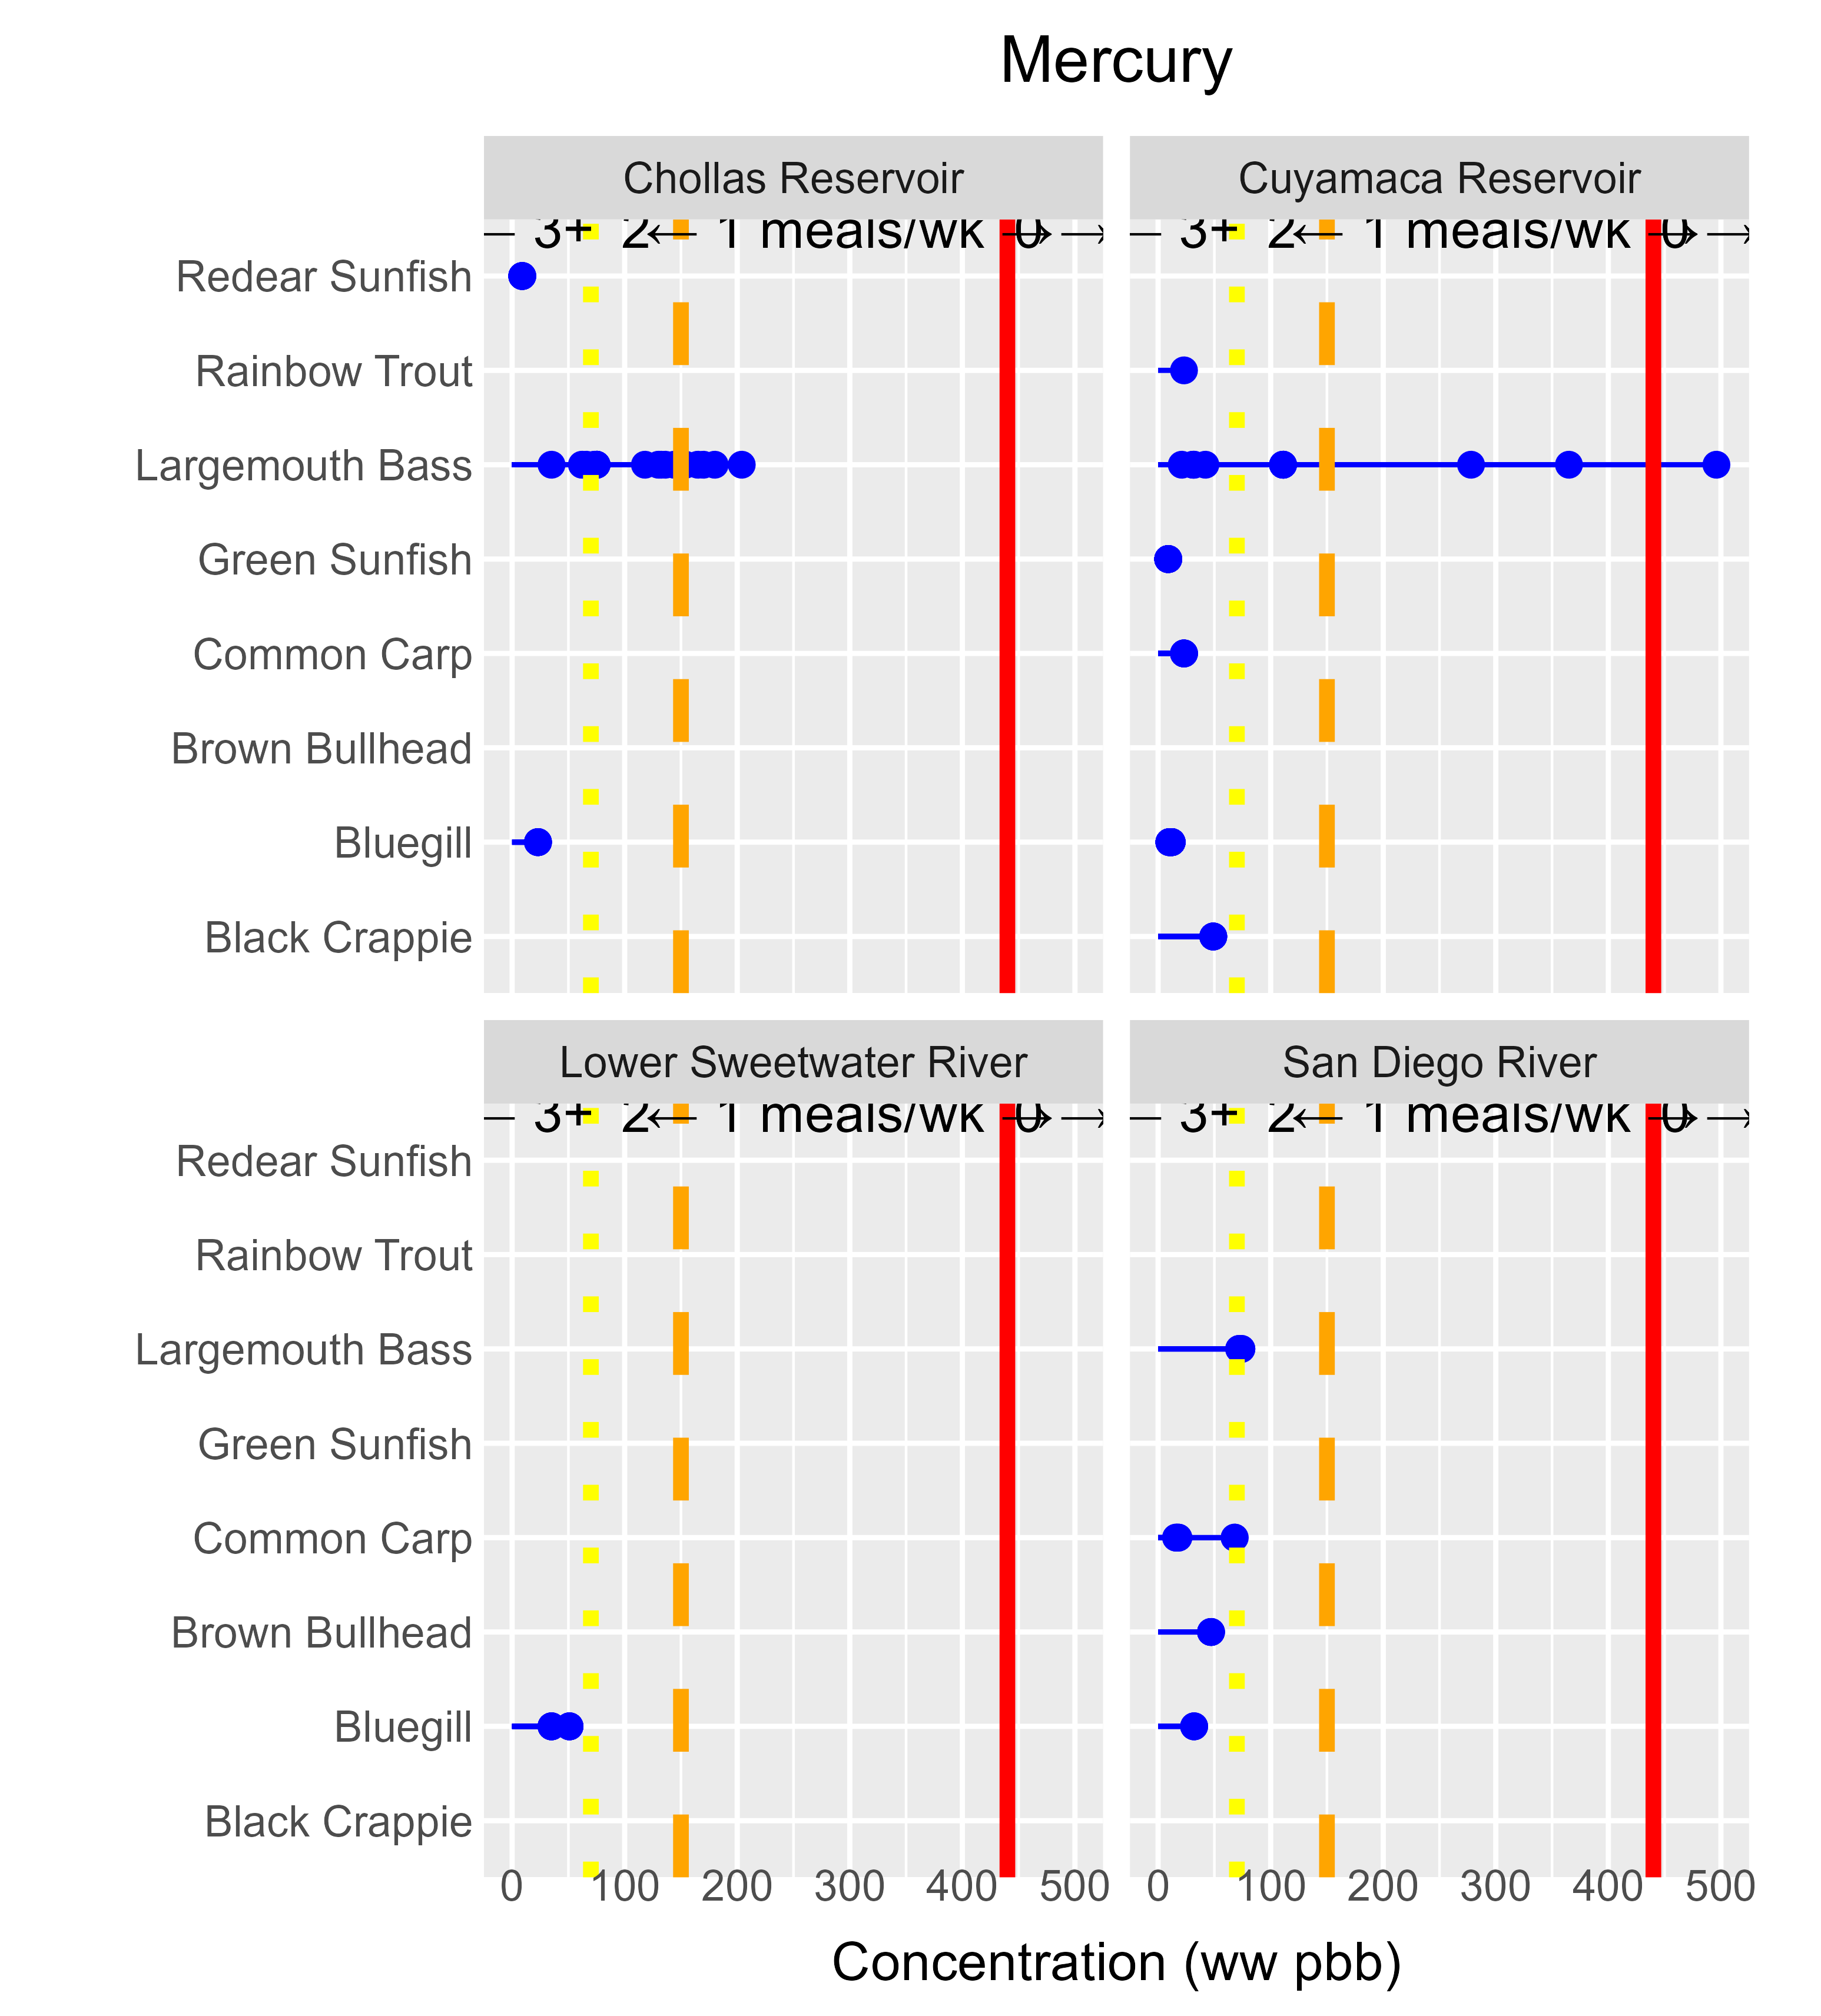 Mercury
Chollas Reservoir
Cuyamaca Reservoir
3+ 2 1 meals/wk 0
3+ 2 1 meals/wk 0
Redear Sunfish
Rainbow Trout
Largemouth Bass
Green Sunfish
Common Carp
Brown Bullhead
Bluegill
Black Crappie
Lower Sweetwater River
San Diego River
3+ 2 1 meals/wk 0
3+ 2 1 meals/wk 0
Redear Sunfish
Rainbow Trout
Largemouth Bass
Green Sunfish
Common Carp
Brown Bullhead
Bluegill
Black Crappie
0 100 200 300 400 500
0 100 200 300 400 500
Concentration (ww pbb)